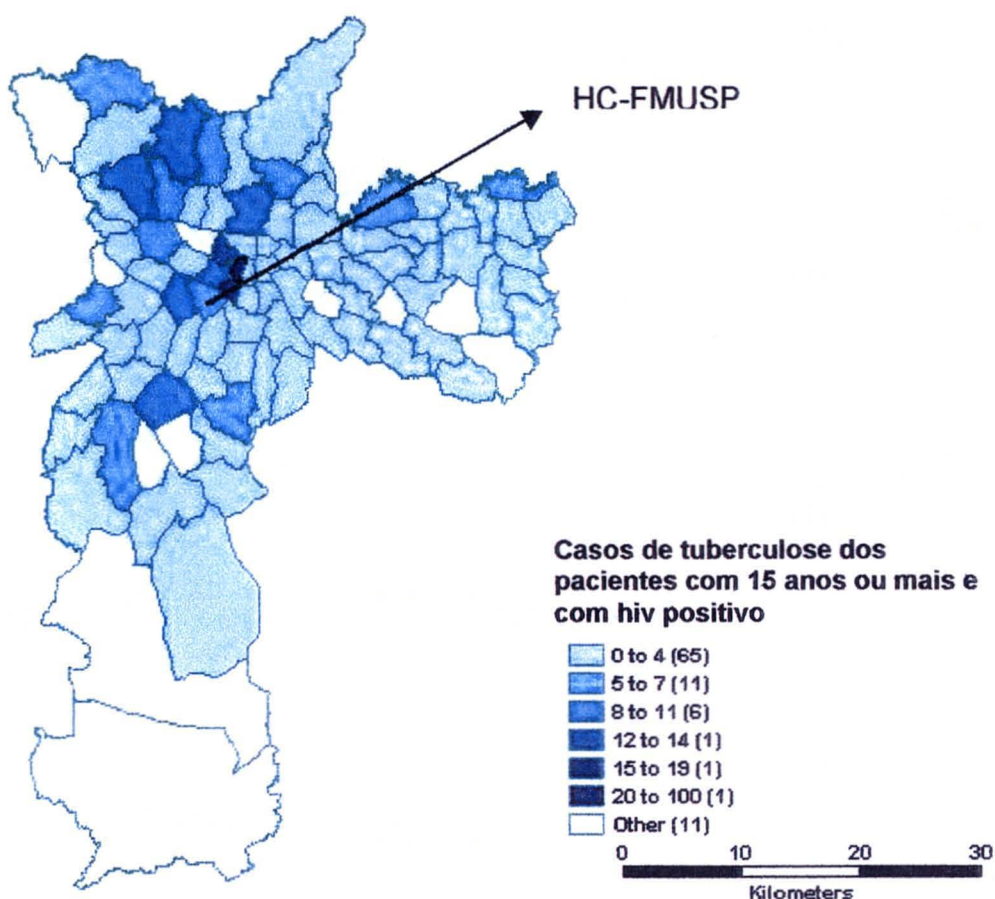 HC-FMUSP
Casos de tuberculose dos
pacientes com 15 anos ou mais e
com hiv positivo
0 to 4 (65)
5 to 7 (11)
8 to 11 (6)
12 to 14 (1)
15 to 19 (1)
20 to 100 (1)
Other (11)
0 10 20 30
Kilometers